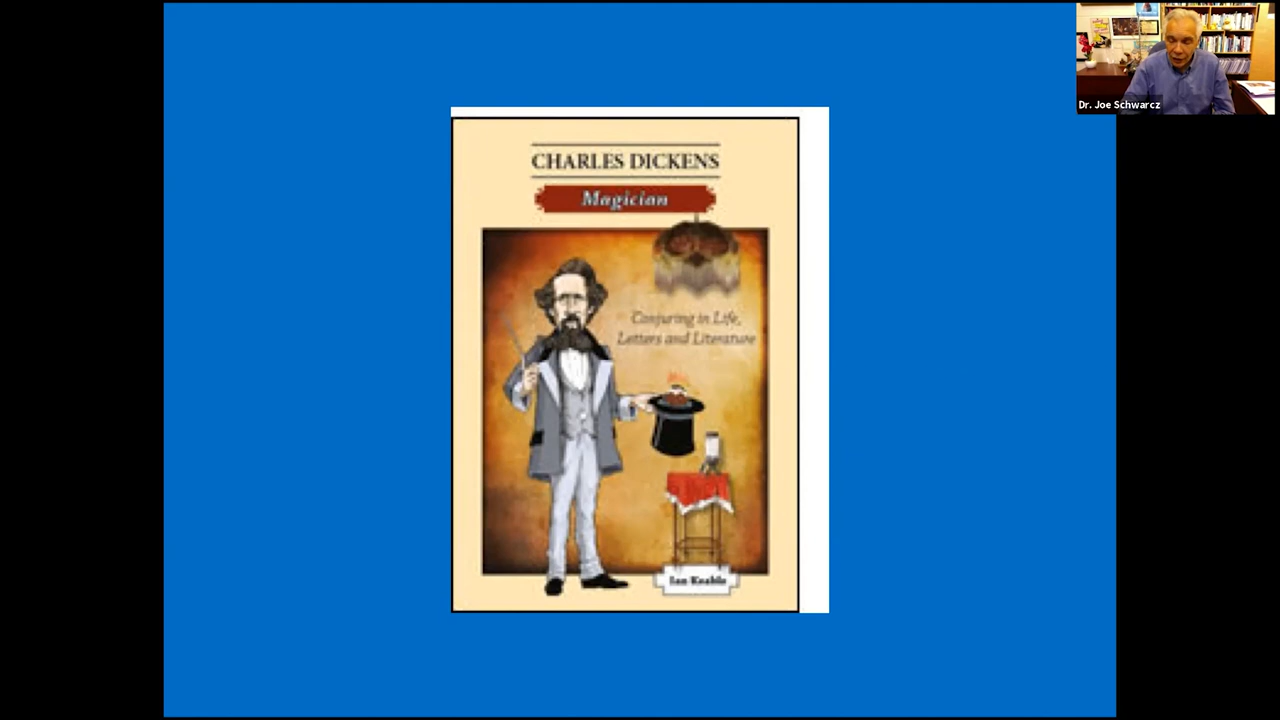 CHARLES DICKENS
Magician
Conjuring in Life,
Letters and Literature
Ian Keable
Dr. Joe Schwarcz